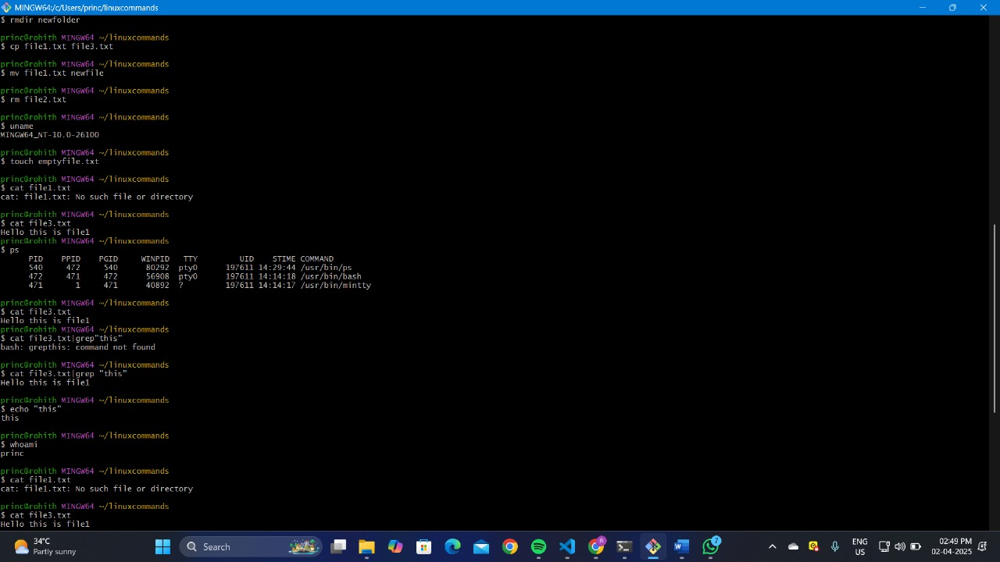 MINGW64:/c/Users/princ/linuxcommands
$ rmdir newfolder
princ@rohith MINGW64 ~/linuxcommands
$ cp file1.txt file3.txt
princ@rohith MINGW64 ~/linuxcommands
$ mv file1.txt newfile
princ@rohith MINGW64 ~/linuxcommands
$ rm file2.txt
princ@rohith MINGW64 ~/linuxcommands
$ uname
MINGW64_NT-10.0-26100
princ@rohith MINGW64 ~/linuxcommands
$ touch emptyfile.txt
princ@rohith MINGW64 ~/linuxcommands
$ cat file1.txt
cat: file1.txt: No such file or directory
princ@rohith MINGW64 ~/linuxcommands
$ cat file3.txt
Hello this is file1
princ@rohith MINGW64 ~/linuxcommands
$ ps
PID PPID PGID WINPID TTY UID STIME COMMAND
540 472 540 80292 pty0 197611 14:29:44 /usr/bin/ps
472 471 472 56908 pty0 197611 14:14:18 /usr/bin/bash
471 1 471 40892 ? 197611 14:14:17 /usr/bin/mintty
princ@rohith MINGW64 ~/linuxcommands
$ cat file3.txt
Hello this is file1
princ@rohith MINGW64 ~/linuxcommands
$ cat file3.txt|grep"this"
bash: grepthis: command not found
princ@rohith MINGW64 ~/linuxcommands
$ cat file3.txt|grep "this"
Hello this is file1
princ@rohith MINGW64 ~/linuxcommands
$ echo "this"
this
princ@rohith MINGW64 ~/linuxcommands
$ whoami
princ
princ@rohith MINGW64 ~/linuxcommands
$ cat file1.txt
cat: file1.txt: No such file or directory
princ@rohith MINGW64 ~/linuxcommands
$ cat file3.txt
Hello this is file1
34°C
Partly sunny
Search
R
W
7
ENG
US
02:49 PM
02-04-2025